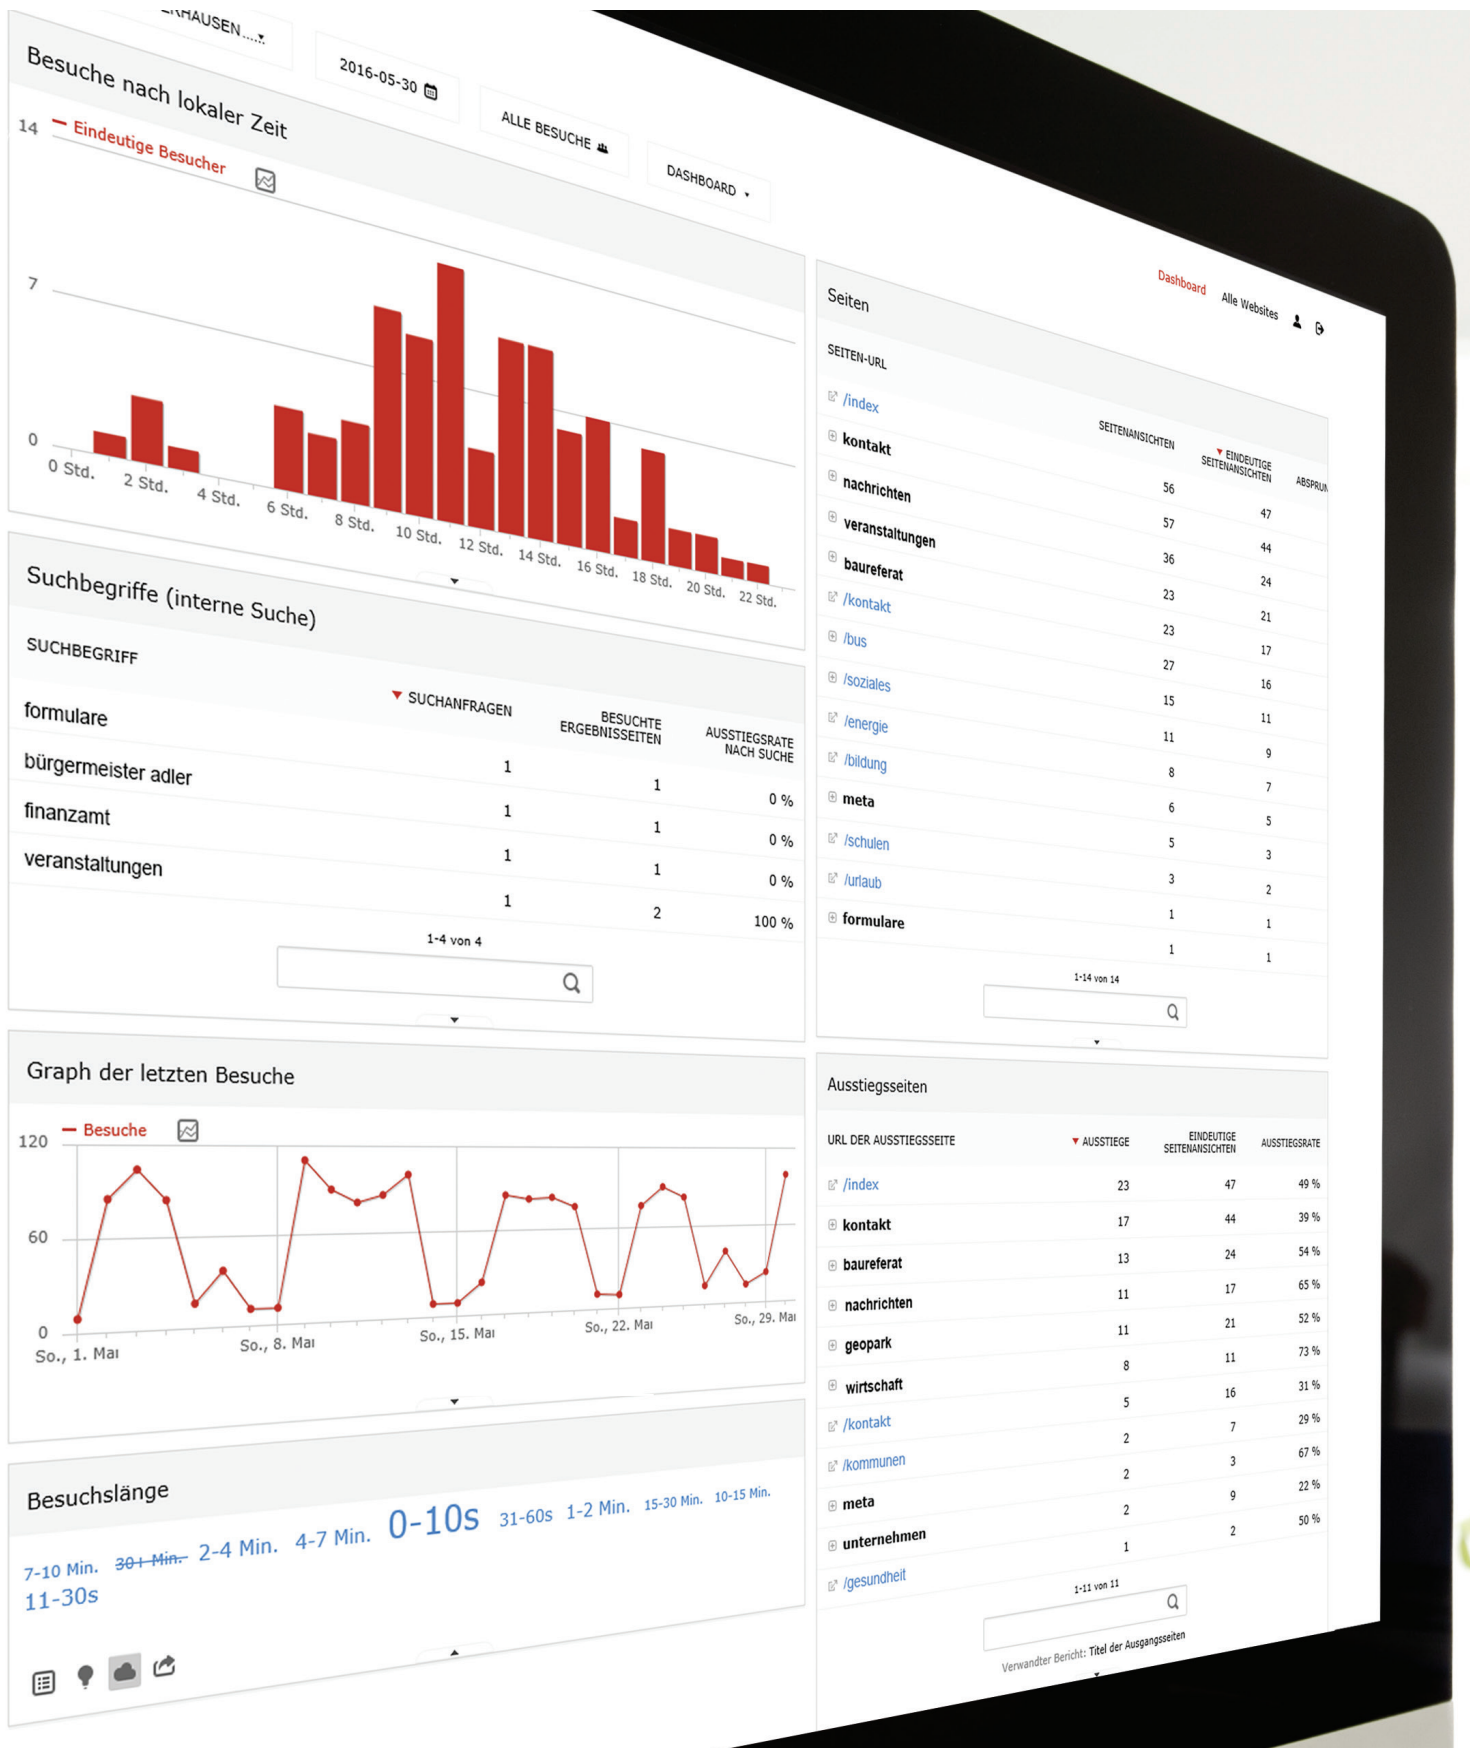 2016-05-30
ALLE BESUCHE
DASHBOARD
Dashboard Alle Websites
Besuche nach lokaler Zeit
Eindeutige Besucher
14
7
0
0 Std. 2 Std. 4 Std. 6 Std. 8 Std. 10 Std. 12 Std. 14 Std. 16 Std. 18 Std. 20 Std. 22 Std.
Suchbegriffe (interne Suche)
SUCHBEGRIFF SUCHANFRAGEN BESUCHTE ERGEBNISSEITEN AUSSTIEGSRATE NACH SUCHE
formulare 1 1 0 %
bürgermeister adler 1 1 0 %
finanzamt 1 1 0 %
veranstaltungen 1 2 100 %
1-4 von 4
Graph der letzten Besuche
Besuche
120
60
0
So., 1. Mai So., 8. Mai So., 15. Mai So., 22. Mai So., 29. Mai
Besuchslänge
7-10 Min. 30+ Min. 2-4 Min. 4-7 Min. 0-10s 31-60s 1-2 Min. 15-30 Min. 10-15 Min.
11-30s
Seiten
SEITEN-URL SEITENANSICHTEN EINDEUTIGE SEITENANSICHTEN ABSPRUN
/index 56 47
kontakt 57 44
nachrichten 36 24
veranstaltungen 23 21
baureferat 23 17
/kontakt 27 16
/bus 15 11
/soziales 11 9
/energie 8 7
/bildung 6 5
meta 5 3
/schulen 3 2
/urlaub 1 1
formulare 1 1
1-14 von 14
Ausstiegsseiten
URL DER AUSSTIEGSSEITE AUSSTIEGE EINDEUTIGE SEITENANSICHTEN AUSSTIEGSRATE
/index 23 47 49 %
kontakt 17 44 39 %
baureferat 13 24 54 %
nachrichten 11 17 65 %
geopark 11 21 52 %
wirtschaft 8 11 73 %
/kontakt 5 16 31 %
/kommunen 2 7 29 %
meta 2 3 67 %
unternehmen 2 9 22 %
/gesundheit 1 2 50 %
1-11 von 11
Verwandter Bericht: Titel der Ausgangsseiten